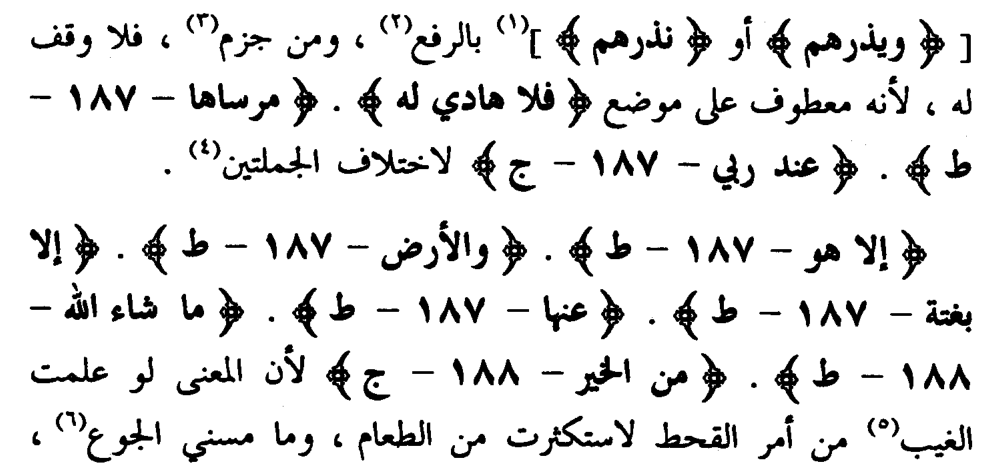 [ ﴿ ويذرهم ﴾ أو ﴿ نذرهم ﴾ ](١) بالرفع(٢) ، ومن جزم(٣) ، فلا وقف
له ، لأنه معطوف على موضع ﴿ فلا هادي له ﴾ . ﴿ مرساها – ١٨٧ –
ط ﴾ . ﴿ عند ربي – ١٨٧ – ج ﴾ لاختلاف الجملتين(٤) .
﴿ إلا هو – ١٨٧ – ط ﴾ . ﴿ والأرض – ١٨٧ – ط ﴾ . ﴿ إلا
بغتة – ١٨٧ – ط ﴾ . ﴿ عنها – ١٨٧ – ط ﴾ . ﴿ ما شاء الله –
١٨٨ – ط ﴾ . ﴿ من الخير – ١٨٨ – ج ﴾ لأن المعنى لو علمت
الغيب(٥) من أمر القحط لاستكثرت من الطعام ، وما مسني الجوع(٦) ،